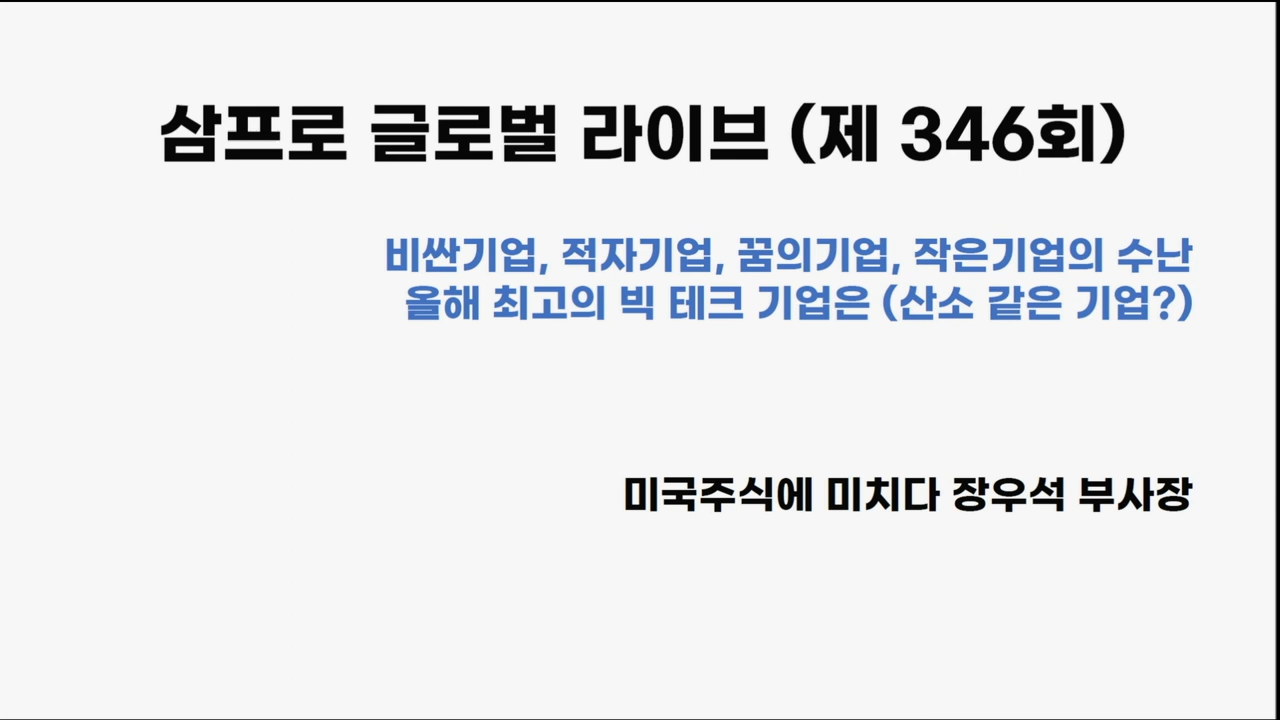 삼프로 글로벌 라이브 (제 346회)
비싼기업, 적자기업, 꿈의기업, 작은기업의 수난
올해 최고의 빅 테크 기업은 (산소 같은 기업?)
미국주식에 미치다 장우석 부사장